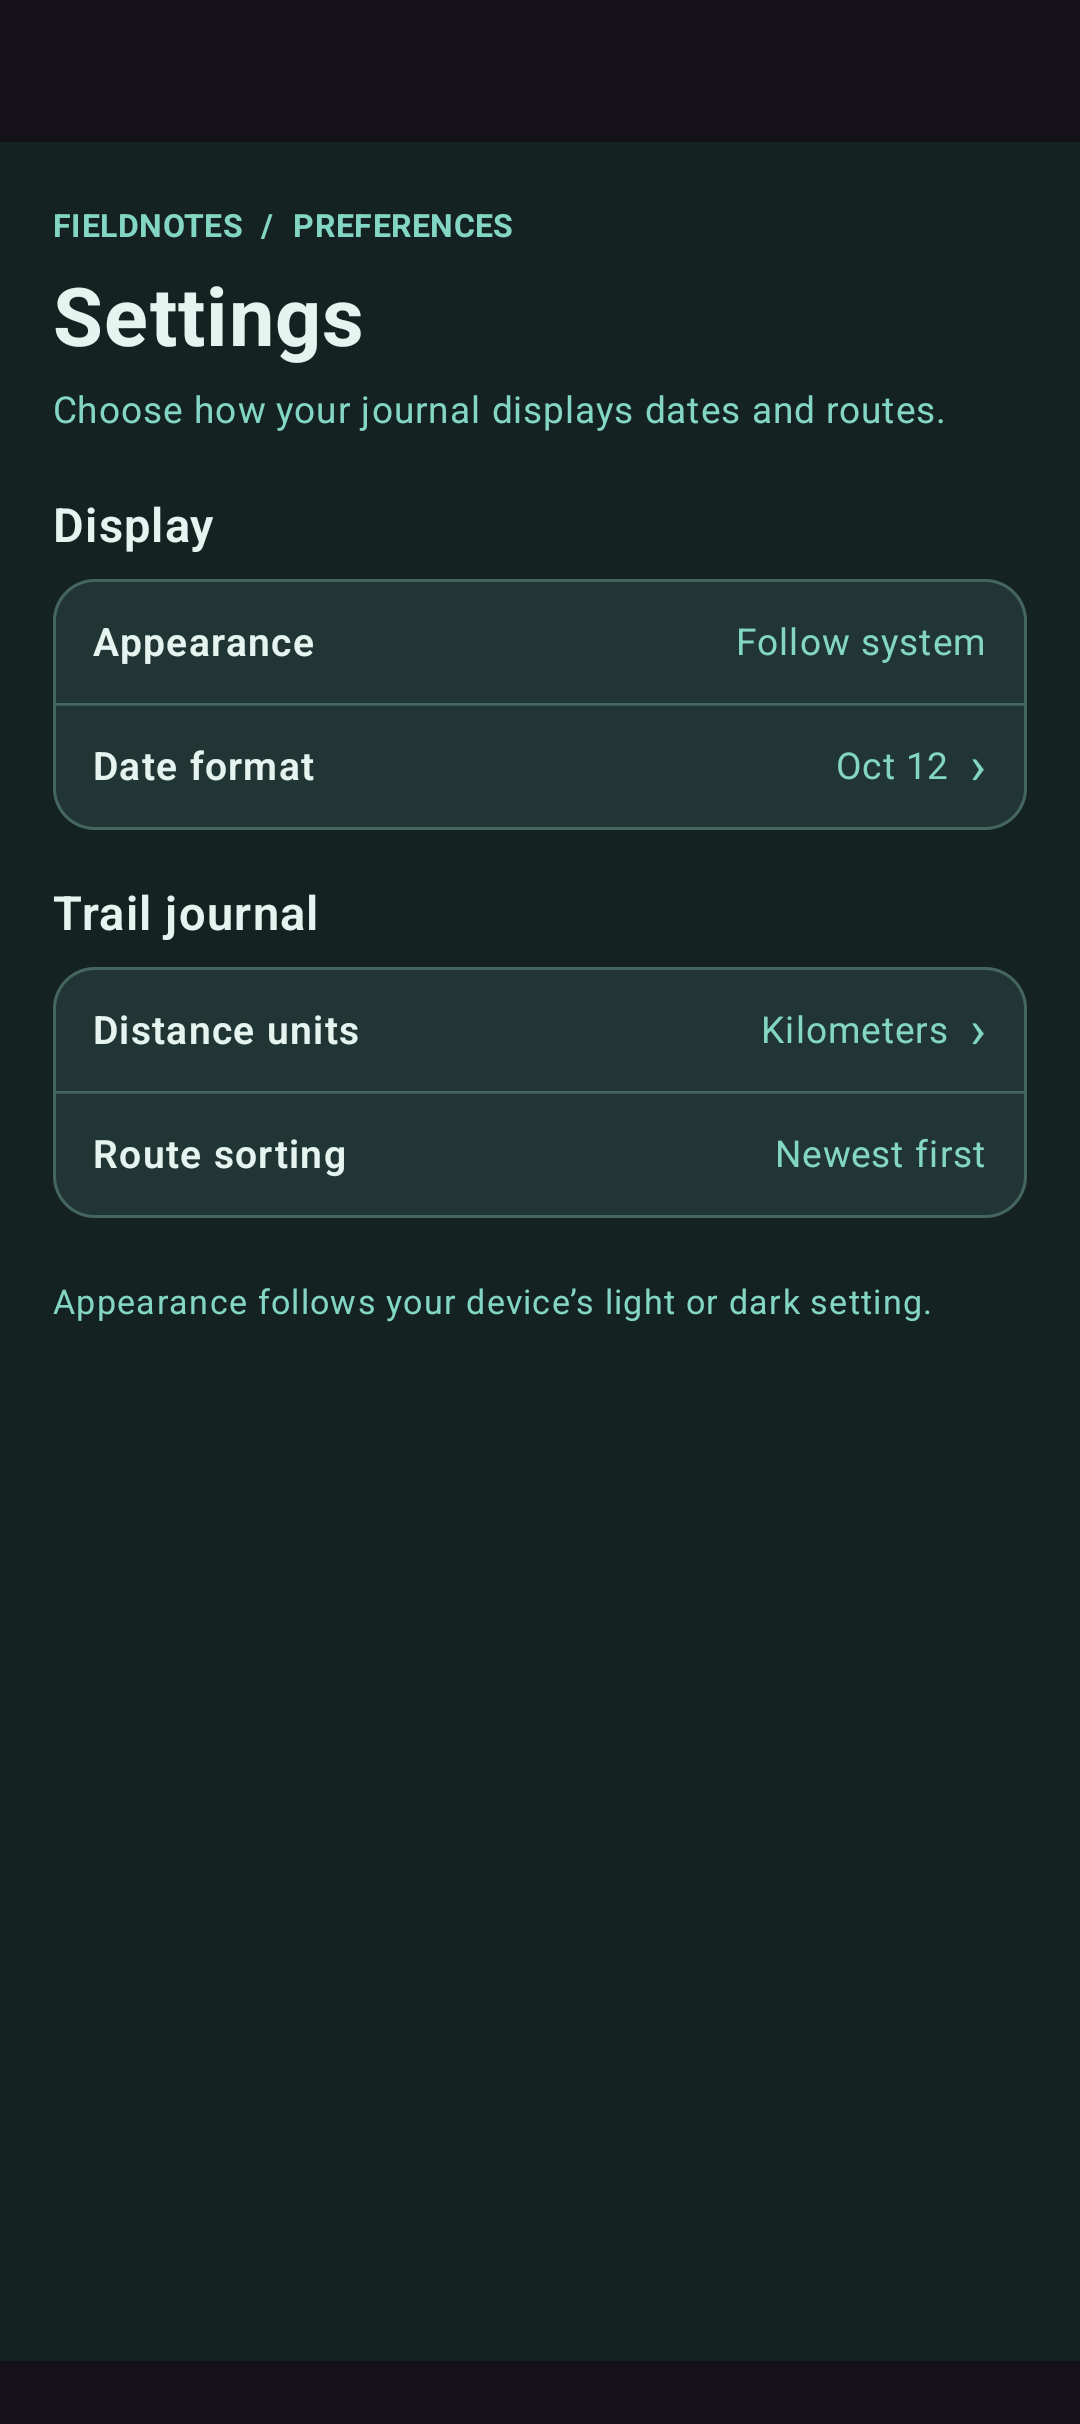 FIELDNOTES / PREFERENCES
Settings
Choose how your journal displays dates and routes.
Display
Appearance Follow system
Date format Oct 12 ›
Trail journal
Distance units Kilometers ›
Route sorting Newest first
Appearance follows your device’s light or dark setting.